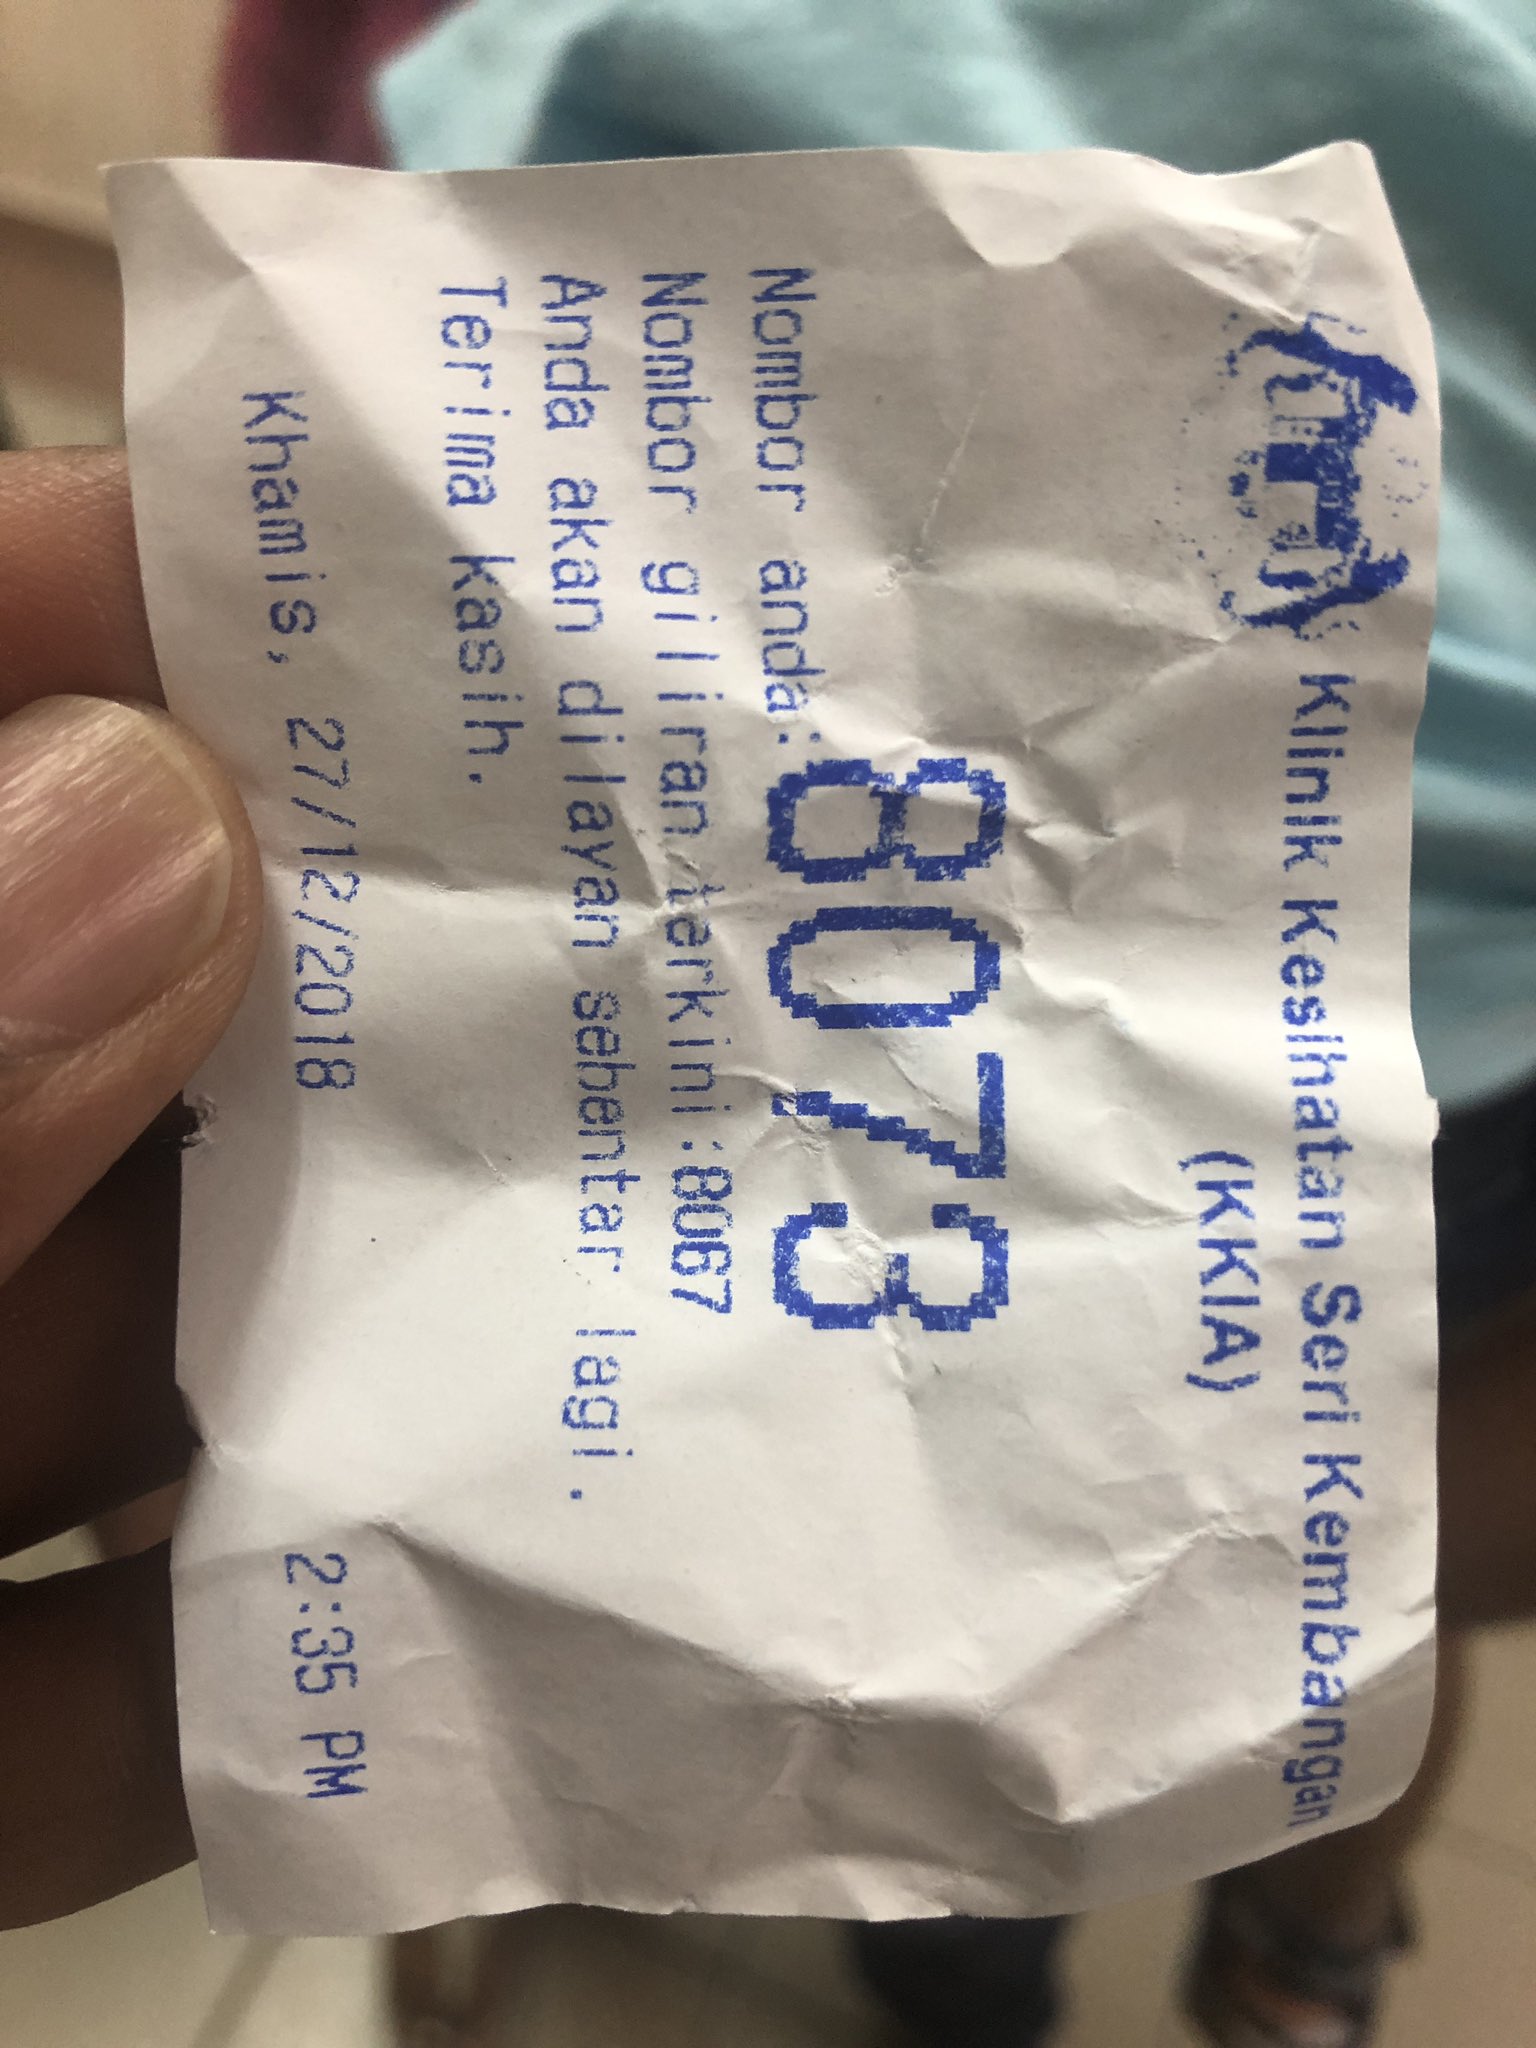 Klinik Kesihatan Seri Kembangan
(KKIA)
Nombor anda: 8073
Nombor giliran terkini:8067
Anda akan dilayan sebentar lagi.
Terima kasih.
Khamis, 27/12/2018 2:35 PM